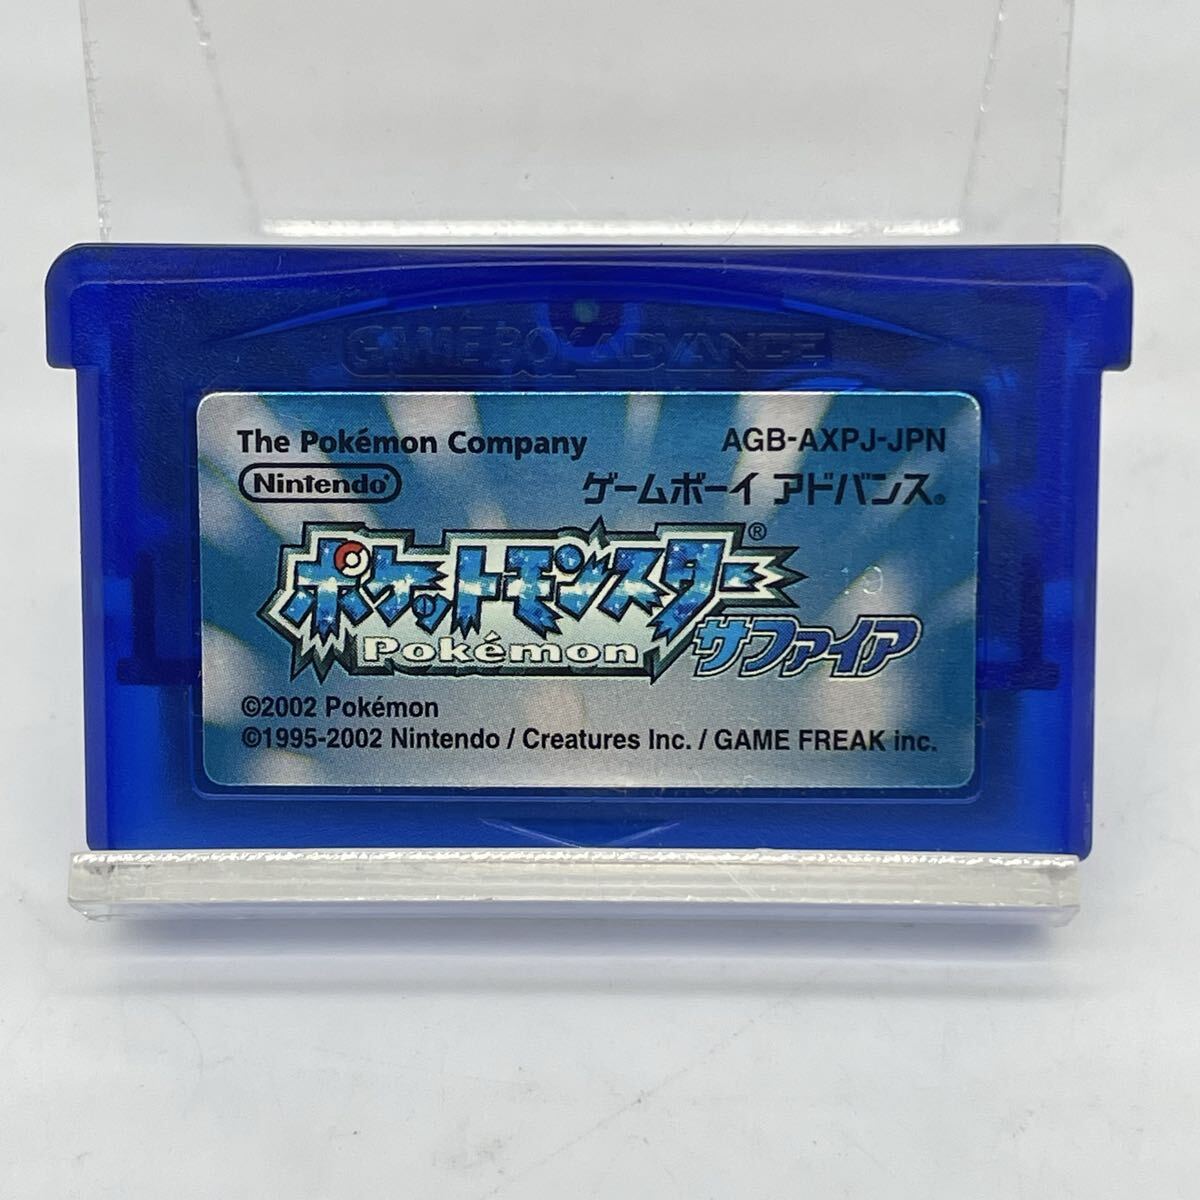 GAME BOY ADVANCE
The Pokémon Company AGB-AXPJ-JPN
Nintendo® ゲームボーイ アドバンス®
ポケットモンスター®
Pokémon サファイア
©2002 Pokémon
©1995-2002 Nintendo / Creatures Inc. / GAME FREAK inc.